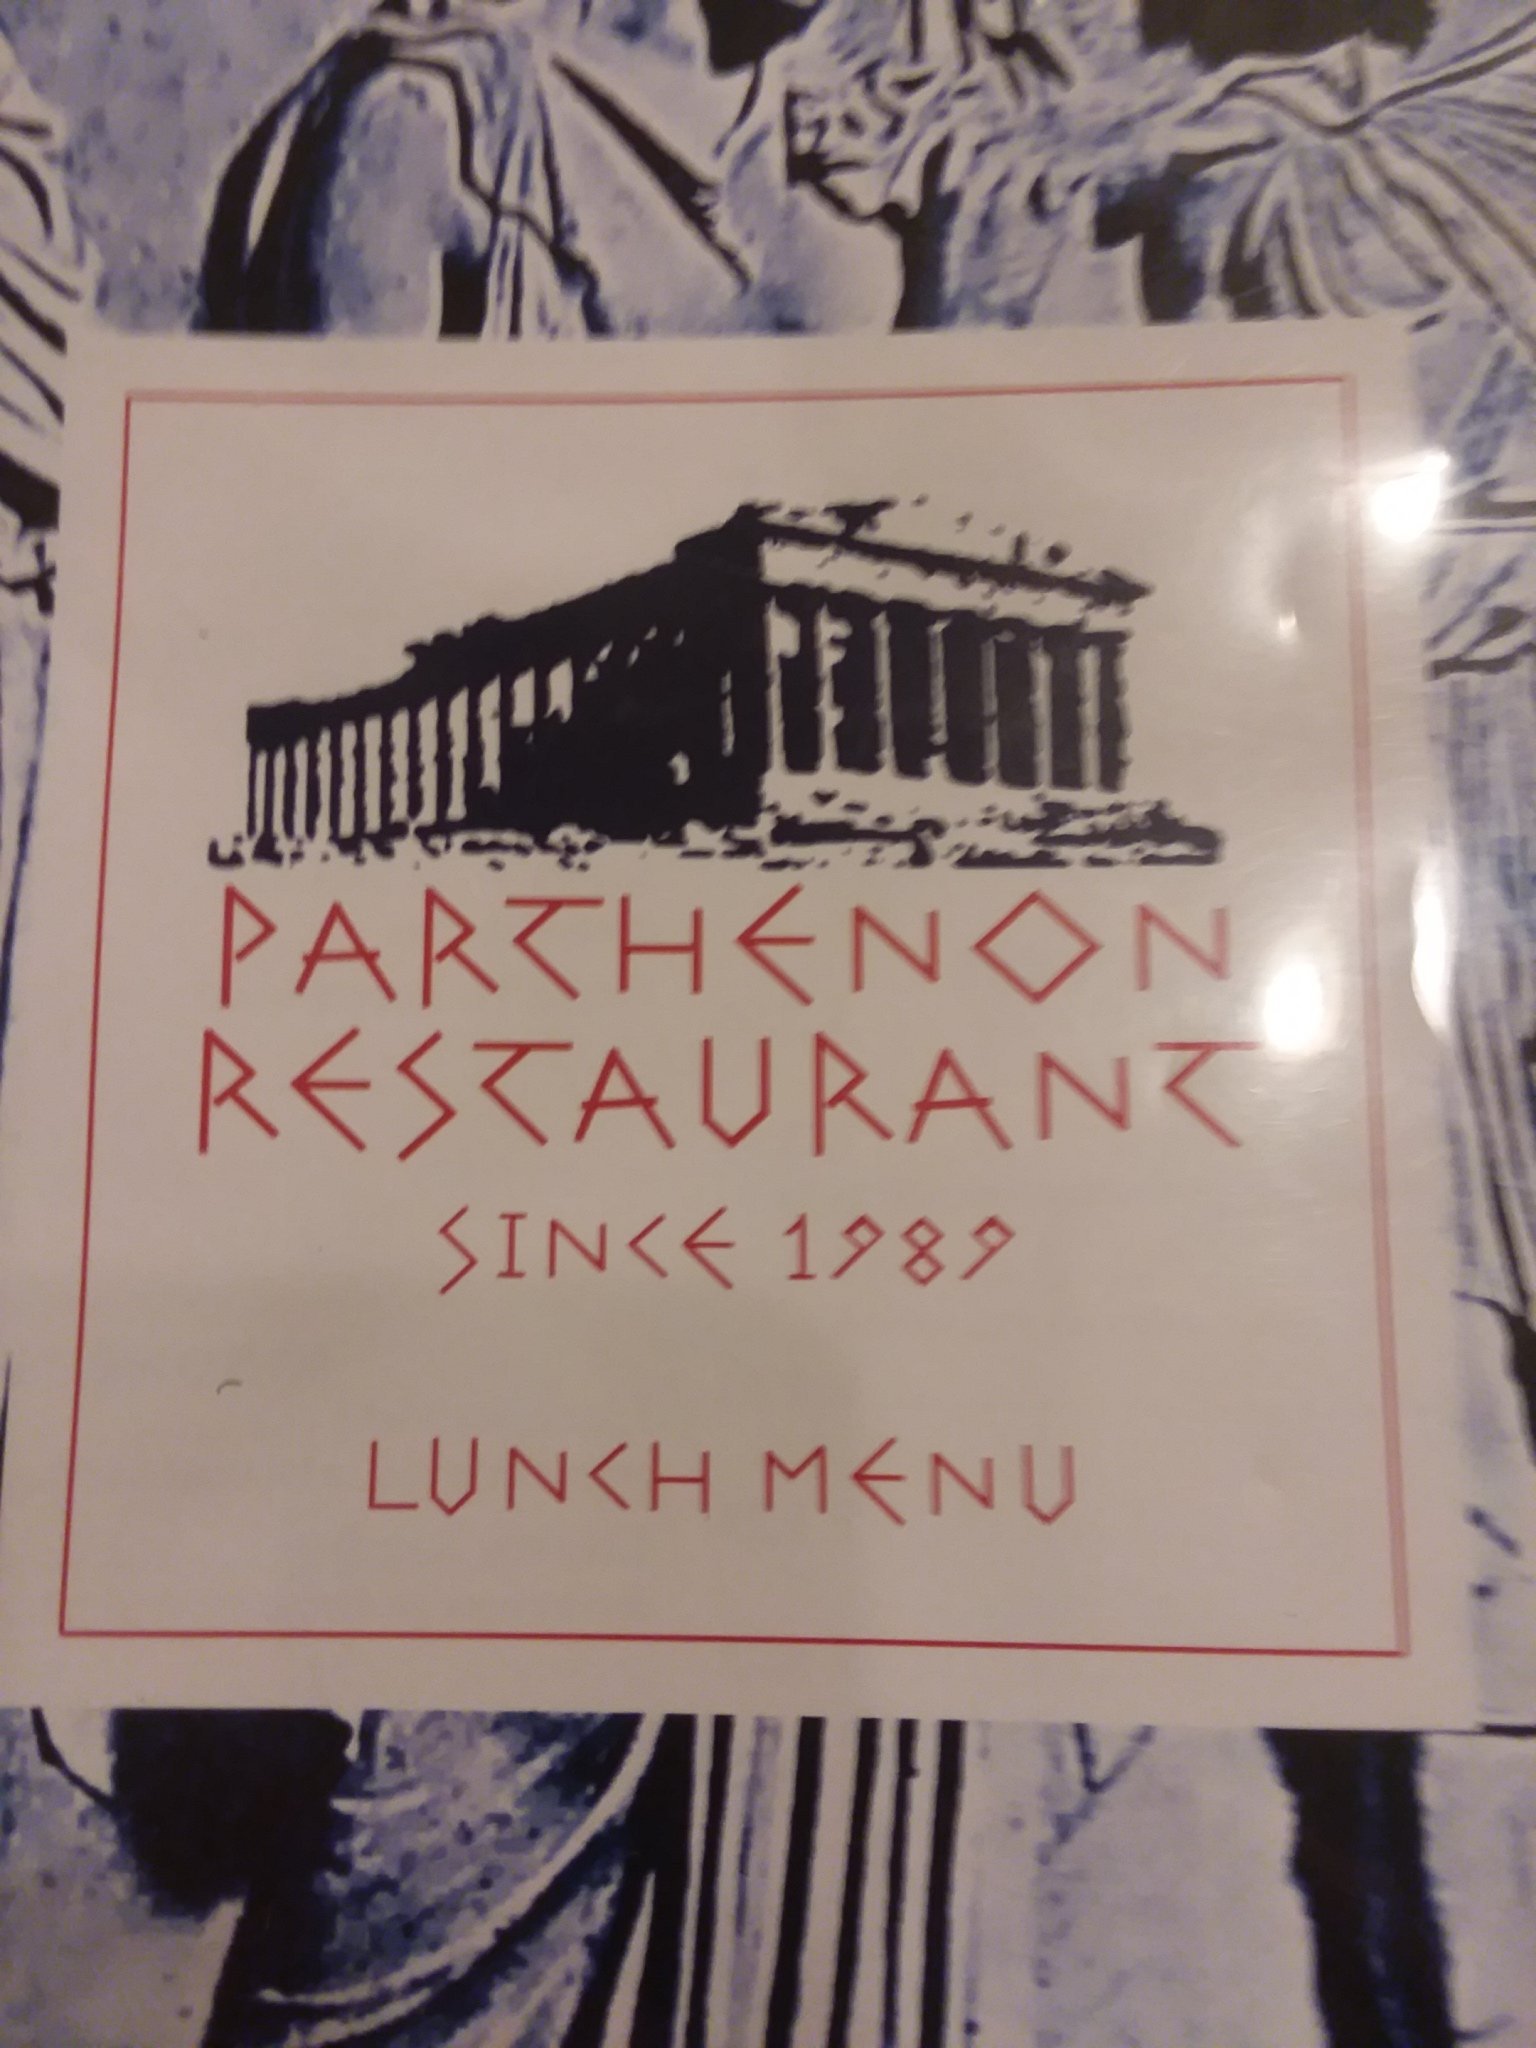 PARTHENON
RESTAURANT
SINCE 1989
LUNCH MENU